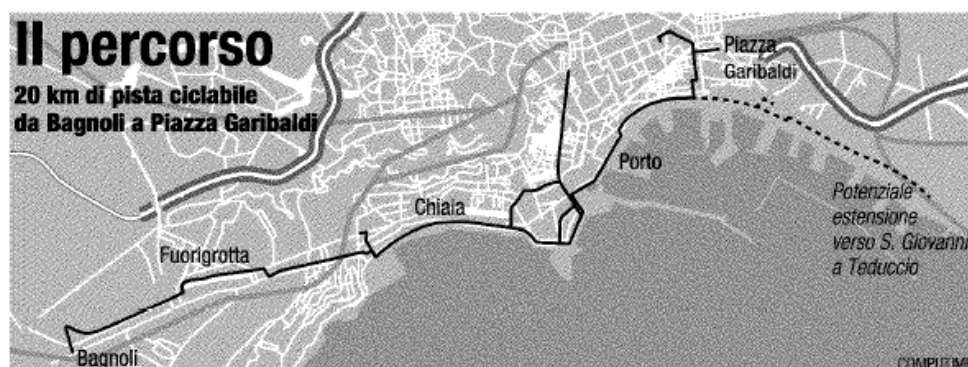 Il percorso
20 km di pista ciclabile
da Bagnoli a Piazza Garibaldi
Piazza
Garibaldi
Porto
Potenziale
estensione
verso S. Giovanni
a Teduccio
Chiaia
Fuorigrotta
Bagnoli